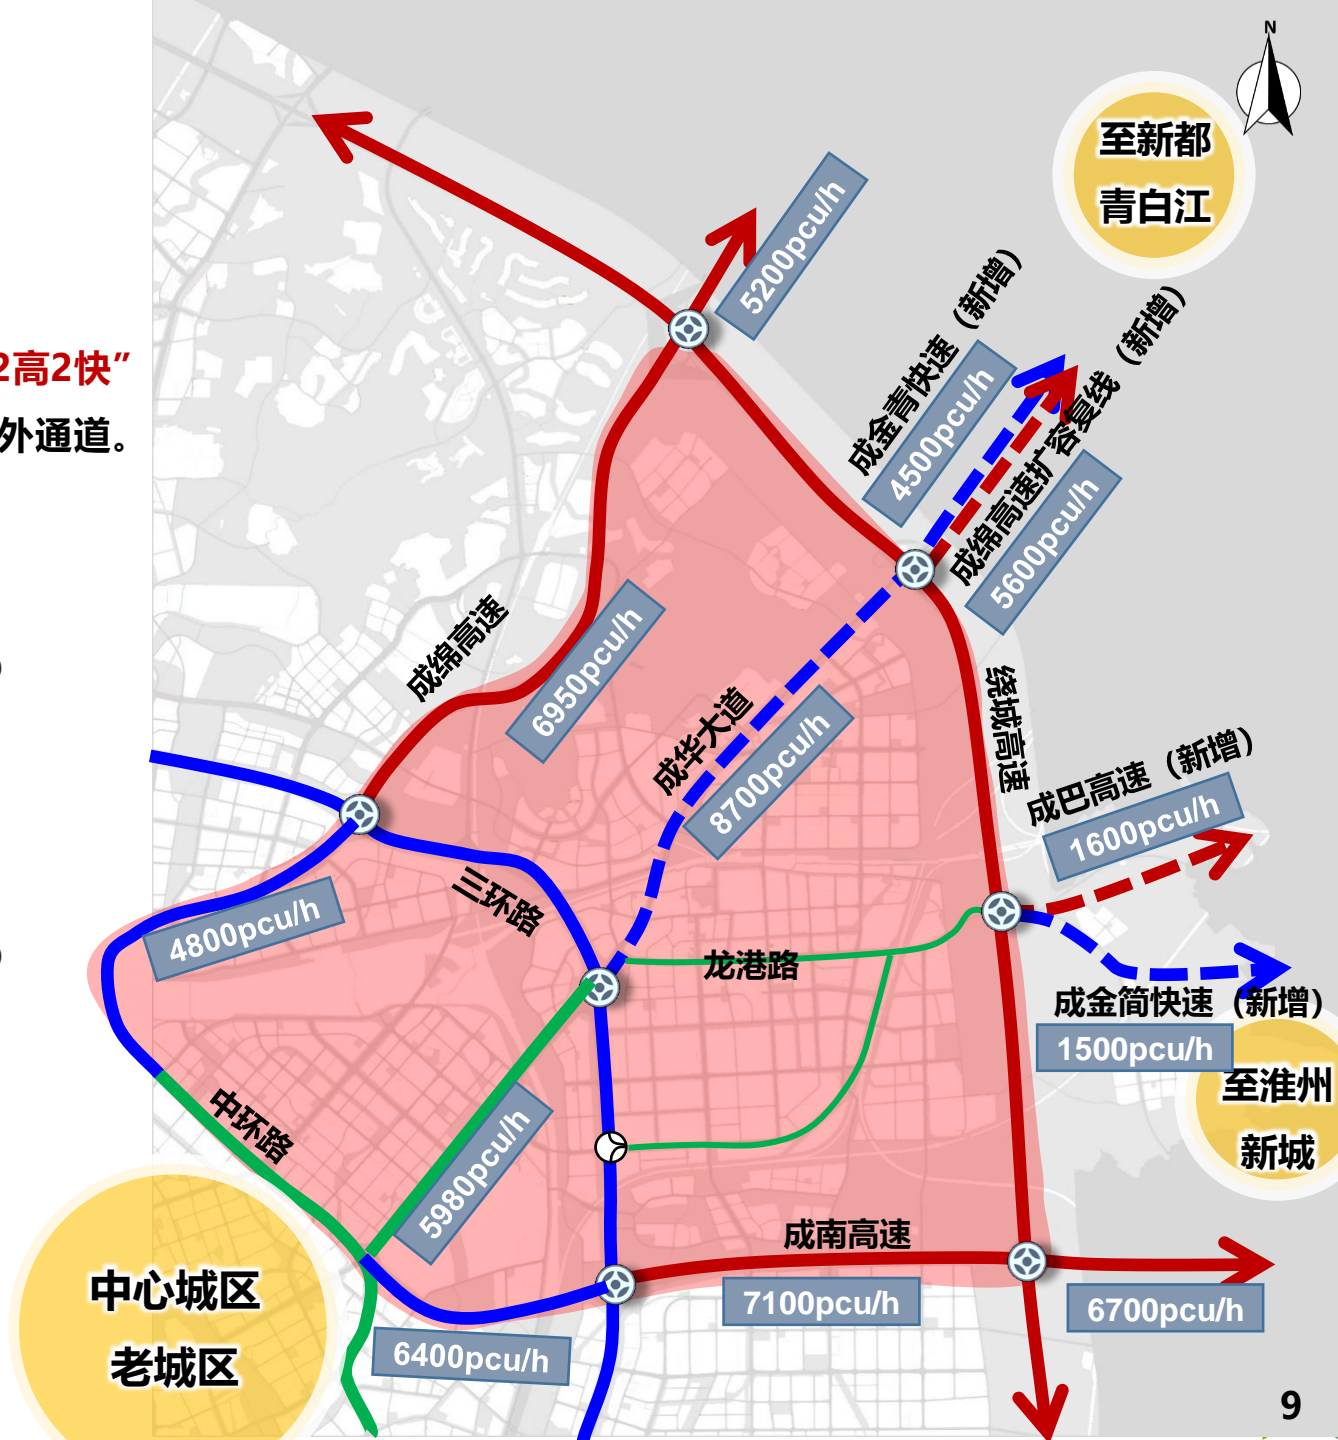 N
至新都
青白江
5200pcu/h
成金青快速（新增）
4500pcu/h
成绵高速扩容复线（新增）
5600pcu/h
2高2快”
外通道。
）
成绵高速
6950pcu/h
成华大道
8700pcu/h
绕城高速
成巴高速（新增）
1600pcu/h
三环路
4800pcu/h
）
龙港路
成金简快速（新增）
1500pcu/h
至淮州
新城
中环路
5980pcu/h
成南高速
7100pcu/h
6700pcu/h
中心城区
老城区
6400pcu/h
9